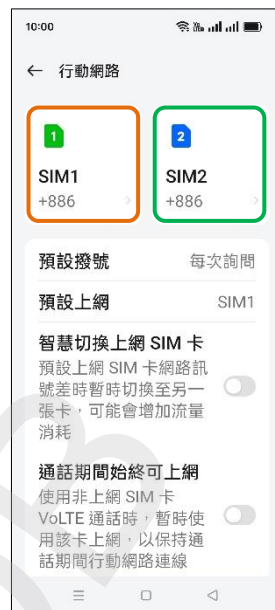 10:00
← 行動網路
1
2
SIM1
SIM2
+886
+886
預設撥號 每次詢問
預設上網 SIM1
智慧切換上網 SIM 卡
預設上網 SIM 卡網路訊
號差時暫時切換至另一
張卡，可能會增加流量
消耗
通話期間始終可上網
使用非上網 SIM 卡
VoLTE 通話時，暫時使
用該卡上網，以保持通
話期間行動網路連線